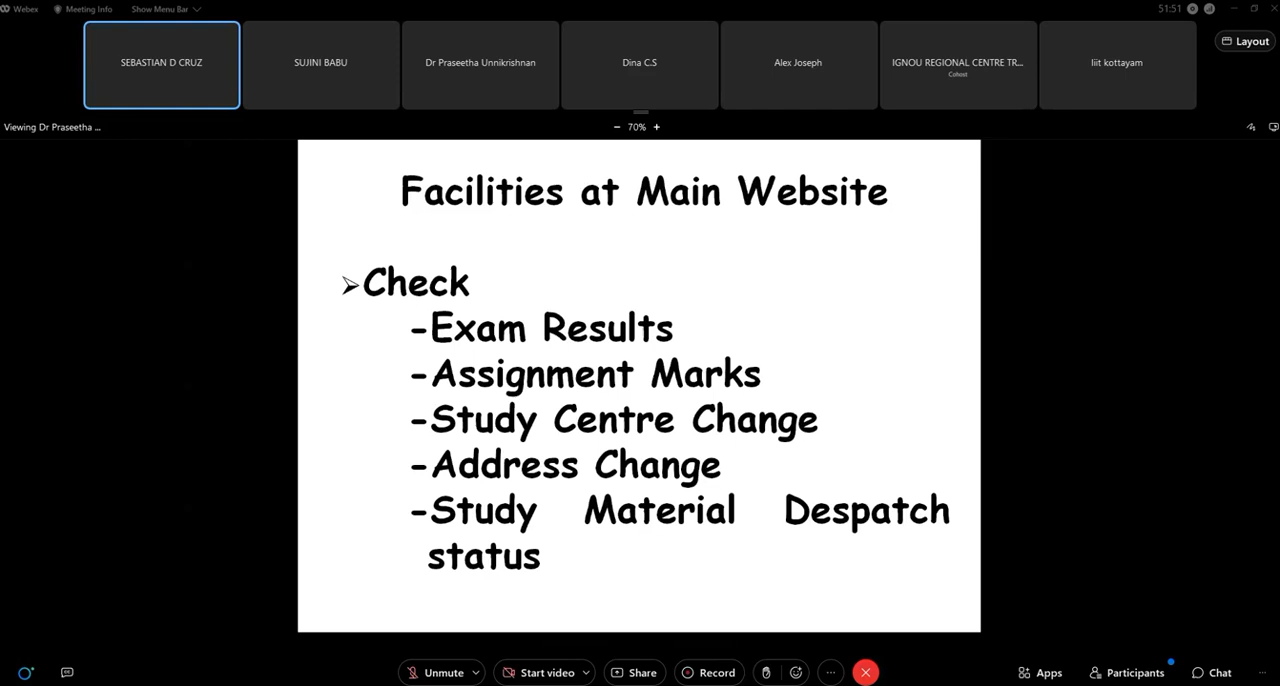 Webex Meeting Info Show Menu Bar 51:51
Layout
SEBASTIAN D CRUZ SUJINI BABU Dr Praseetha Unnikrishnan Dina C.S Alex Joseph IGNOU REGIONAL CENTRE TR... liit kottayam
Cohost
Viewing Dr Praseetha ... − 70% +
Facilities at Main Website
➢Check
-Exam Results
-Assignment Marks
-Study Centre Change
-Address Change
-Study Material Despatch
status
Unmute Start video Share Record ... Apps Participants Chat ...